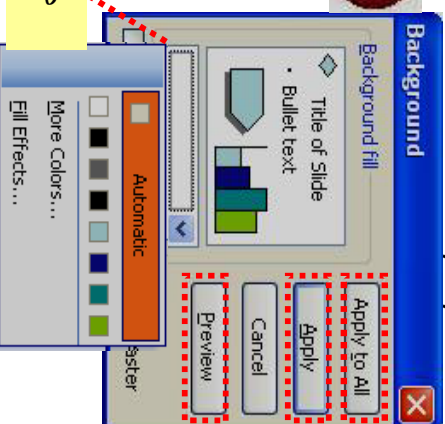 Background
Background fill
Title of Slide
• Bullet text
Apply to All
Apply
Cancel
Preview
Automatic
More Colors...
Fill Effects...
aster